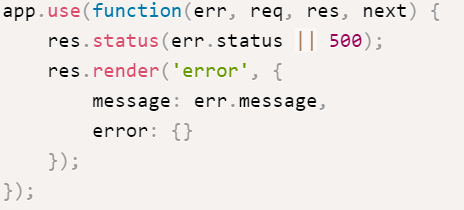 app.use(function(err, req, res, next) {
    res.status(err.status || 500);
    res.render('error', {
        message: err.message,
        error: {}
    });
});